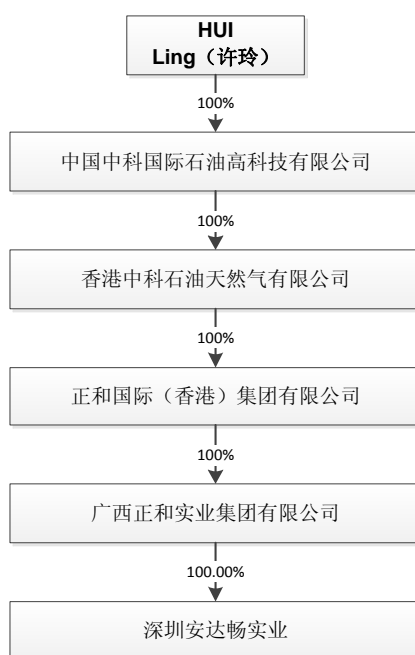 HUI
Ling（许玲）
100%
中国中科国际石油高科技有限公司
100%
香港中科石油天然气有限公司
100%
正和国际（香港）集团有限公司
100%
广西正和实业集团有限公司
100.00%
深圳安达畅实业